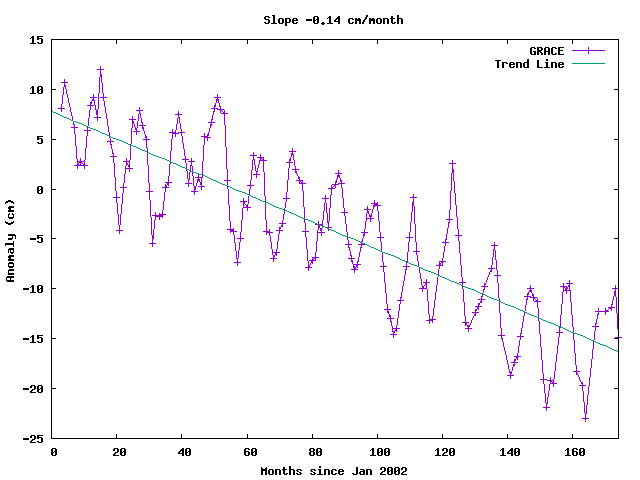 Slope -0.14 cm/month
GRACE
Trend Line
15
10
5
0
-5
-10
-15
-20
-25
Anomaly (cm)
0 20 40 60 80 100 120 140 160
Months since Jan 2002